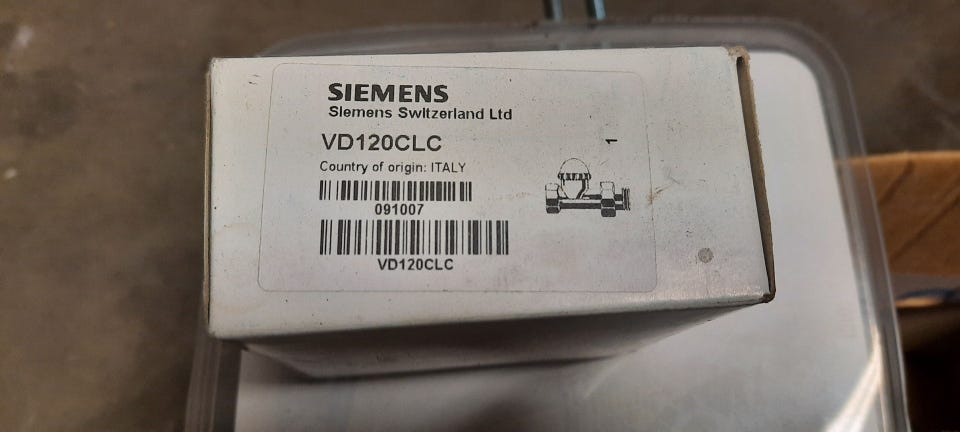 SIEMENS
Siemens Switzerland Ltd
VD120CLC
1
Country of origin: ITALY
091007
VD120CLC